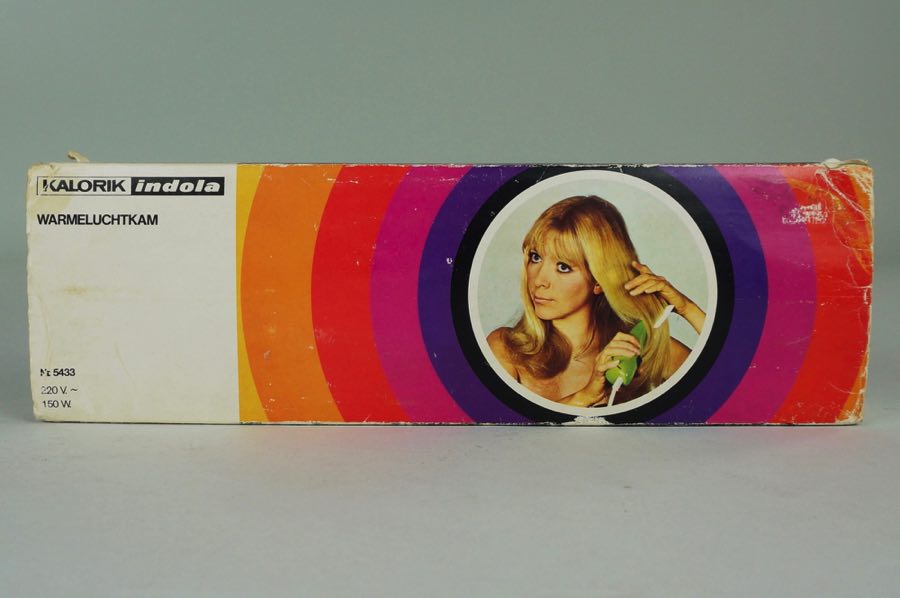 KALORIK indola
WARMELUCHTKAM
Nr. 5433
220 V. ~
150 W.